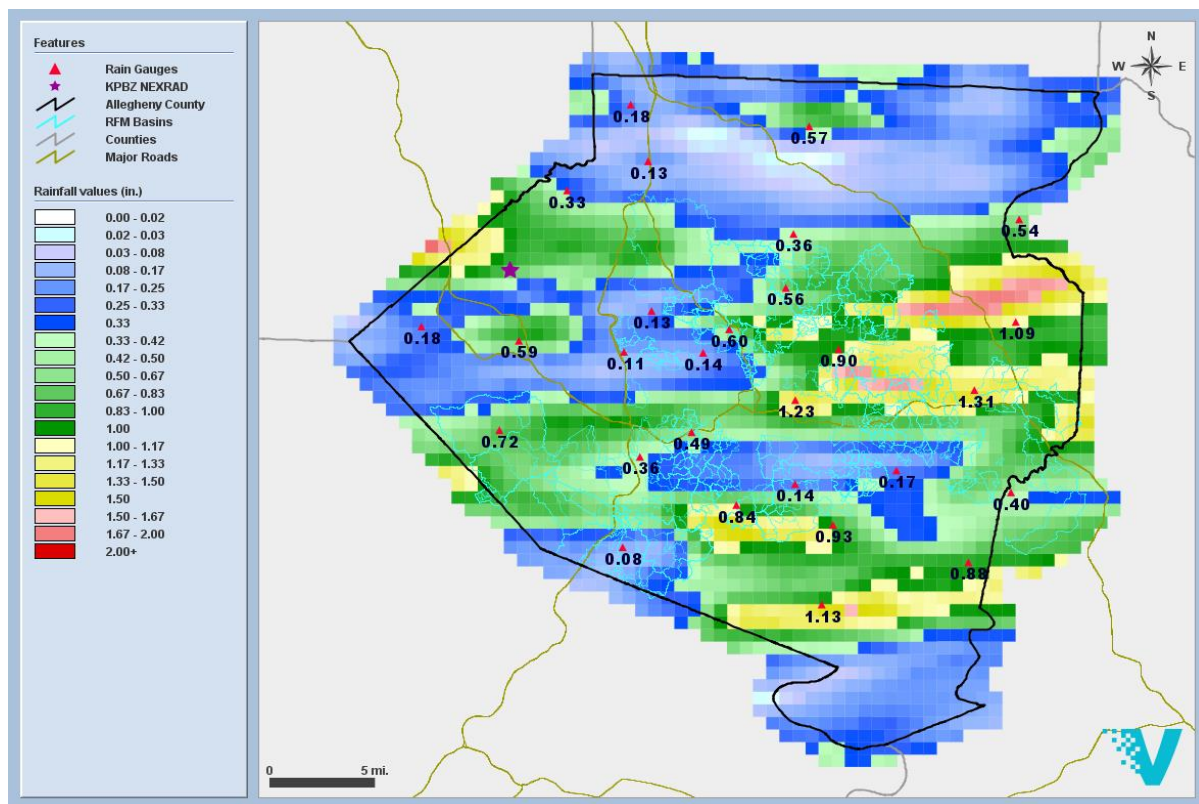 Features
Rain Gauges
KPBZ NEXRAD
Allegheny County
RFM Basins
Counties
Major Roads
Rainfall values (in.)
0.00 - 0.02
0.02 - 0.03
0.03 - 0.08
0.08 - 0.17
0.17 - 0.25
0.25 - 0.33
0.33
0.33 - 0.42
0.42 - 0.50
0.50 - 0.67
0.67 - 0.83
0.83 - 1.00
1.00
1.00 - 1.17
1.17 - 1.33
1.33 - 1.50
1.50
1.50 - 1.67
1.67 - 2.00
2.00+
N
W E
S
0.18
0.57
0.13
0.33
0.54
0.36
0.56
0.13
1.09
0.18
0.60
0.59
0.11
0.14
0.90
1.31
1.23
0.72
0.49
0.36
0.17
0.14
0.40
0.84
0.93
0.08
0.88
1.13
0 5 mi.
V